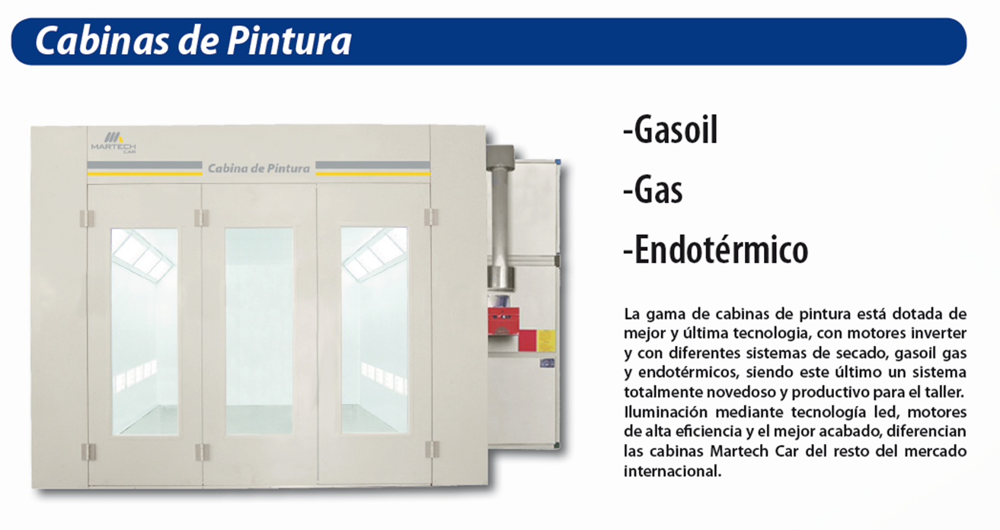 Cabinas de Pintura
MARTECH
CAR
Cabina de Pintura
-Gasoil
-Gas
-Endotérmico
La gama de cabinas de pintura está dotada de
mejor y última tecnologia, con motores inverter
y con diferentes sistemas de secado, gasoil gas
y endotérmicos, siendo este último un sistema
totalmente novedoso y productivo para el taller.
Iluminación mediante tecnología led, motores
de alta eficiencia y el mejor acabado, diferencian
las cabinas Martech Car del resto del mercado
internacional.